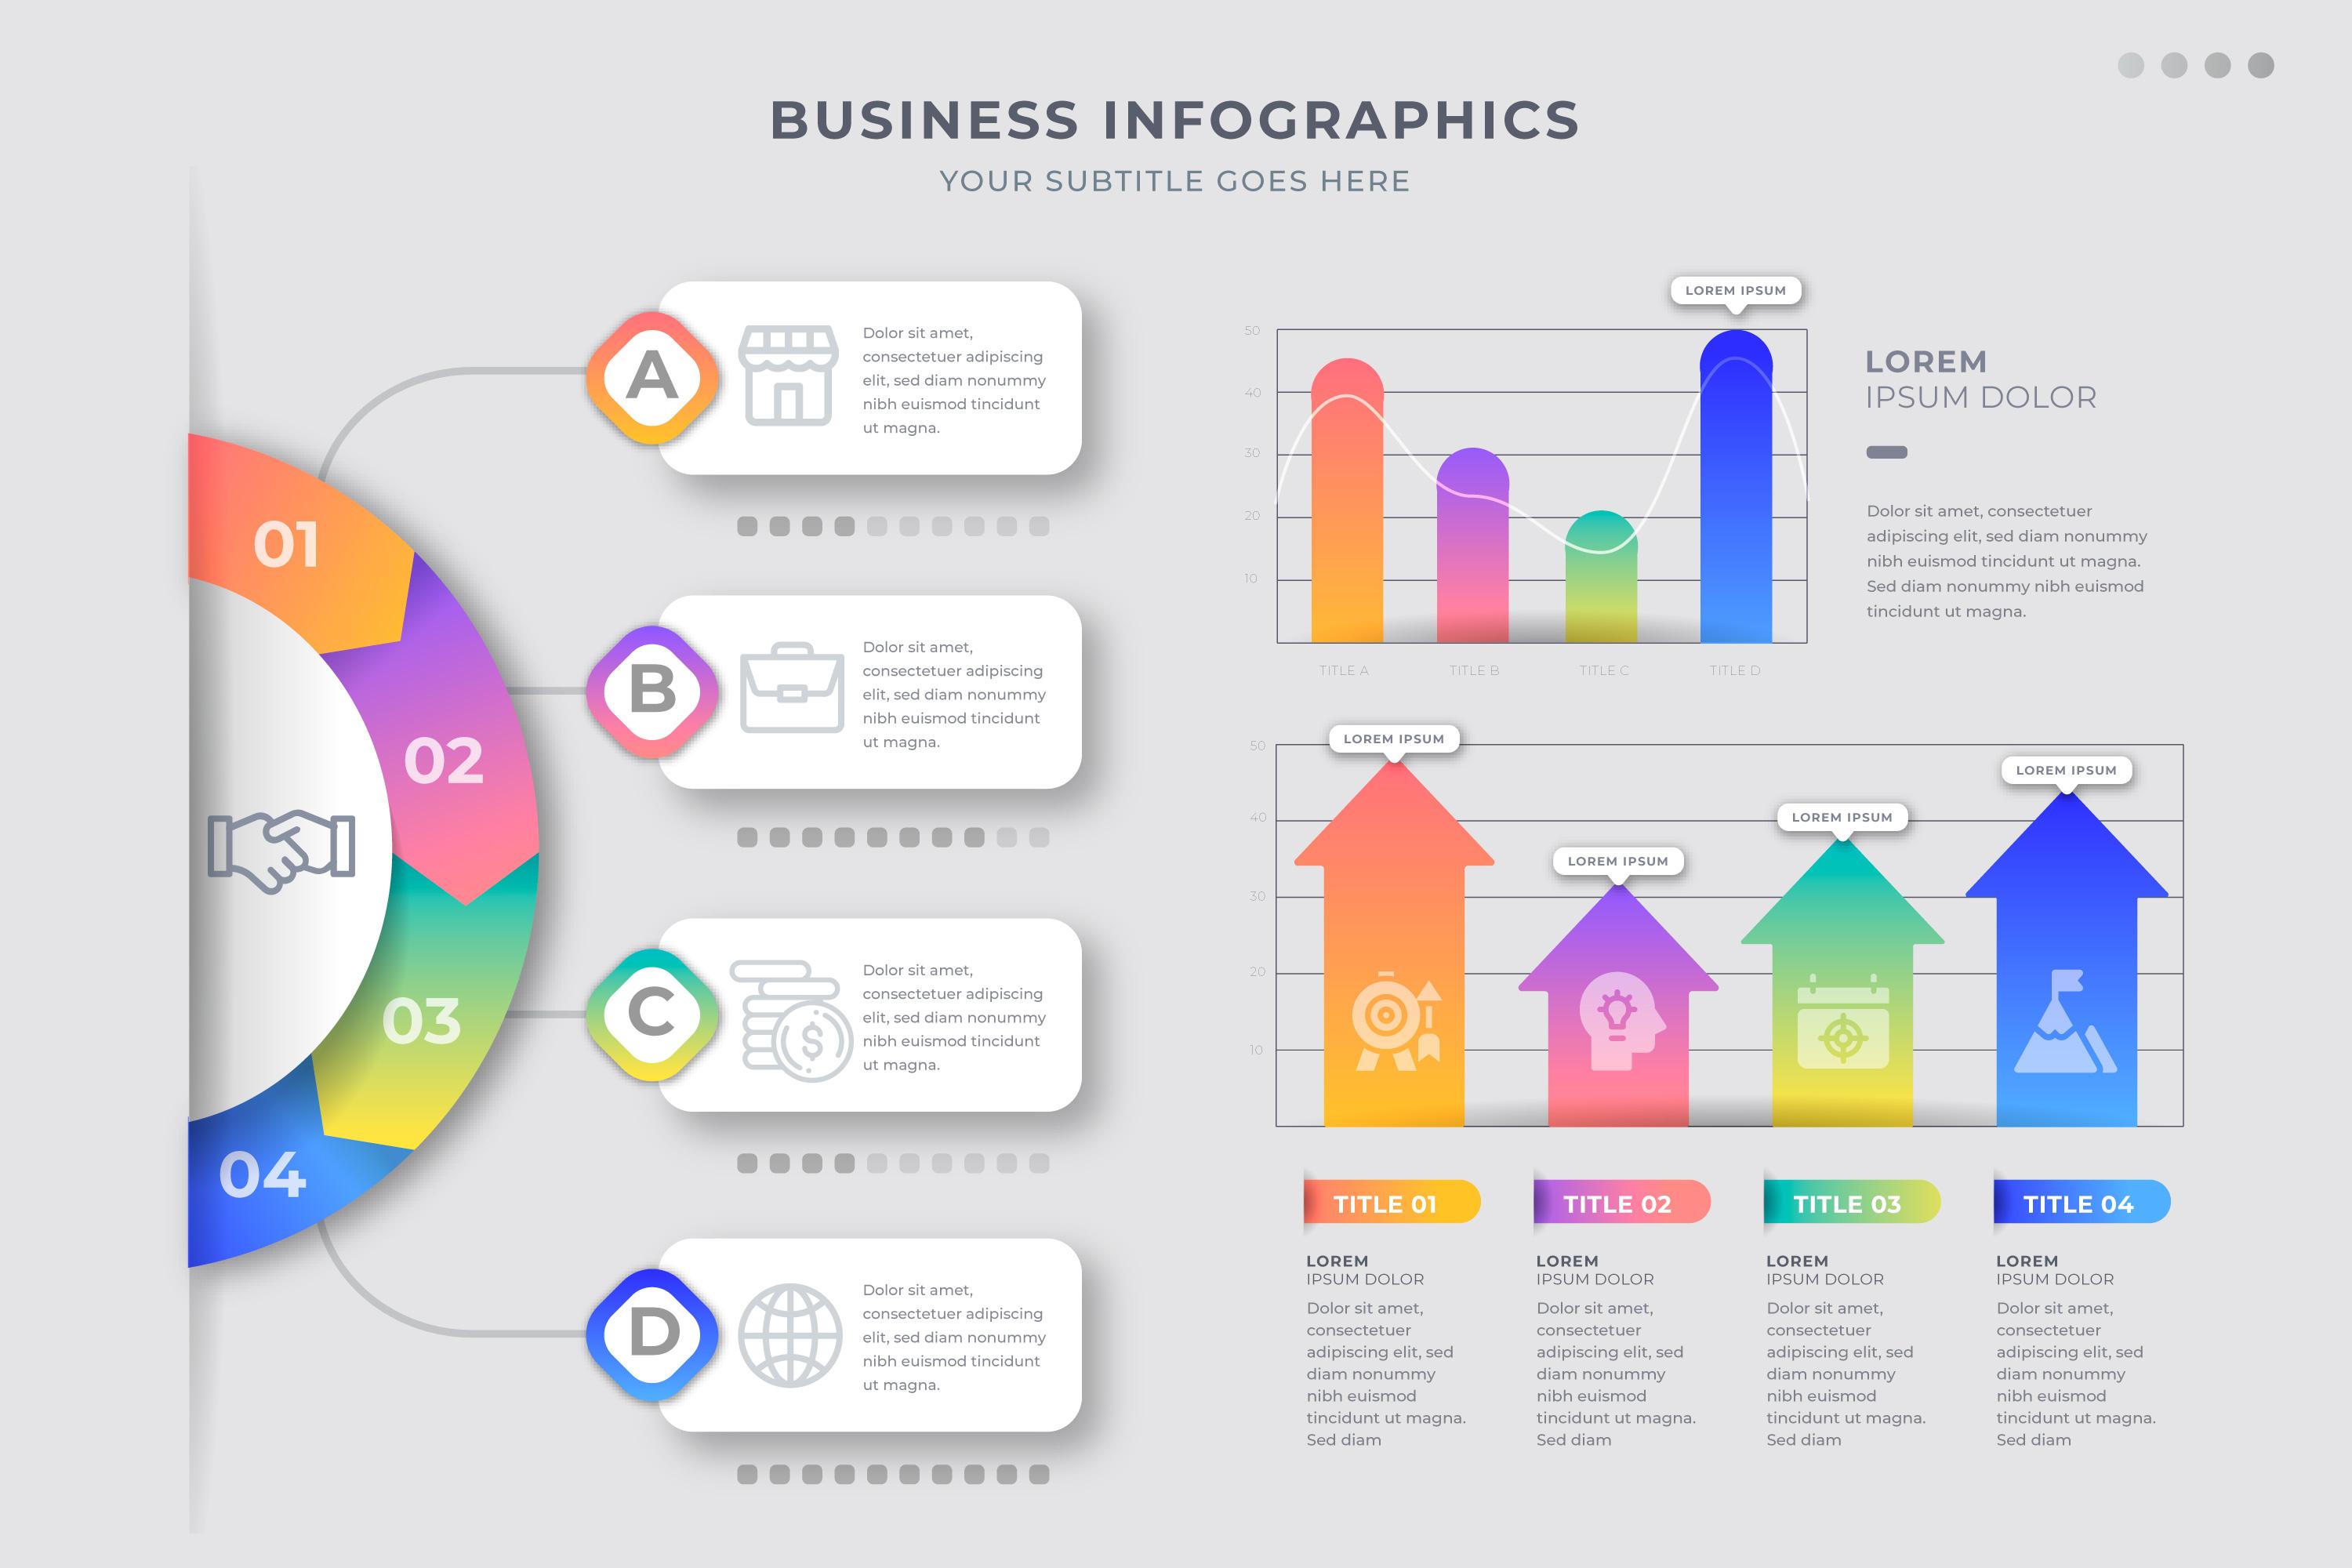 BUSINESS INFOGRAPHICS
YOUR SUBTITLE GOES HERE
01
02
03
04
A
Dolor sit amet,
consectetuer adipiscing
elit, sed diam nonummy
nibh euismod tincidunt
ut magna.
B
Dolor sit amet,
consectetuer adipiscing
elit, sed diam nonummy
nibh euismod tincidunt
ut magna.
C
$
Dolor sit amet,
consectetuer adipiscing
elit, sed diam nonummy
nibh euismod tincidunt
ut magna.
D
Dolor sit amet,
consectetuer adipiscing
elit, sed diam nonummy
nibh euismod tincidunt
ut magna.
LOREM IPSUM
50
40
30
20
10
TITLE A TITLE B TITLE C TITLE D
LOREM
IPSUM DOLOR
Dolor sit amet, consectetuer
adipiscing elit, sed diam nonummy
nibh euismod tincidunt ut magna.
Sed diam nonummy nibh euismod
tincidunt ut magna.
LOREM IPSUM
LOREM IPSUM
LOREM IPSUM
LOREM IPSUM
50
40
30
20
10
TITLE 01
LOREM
IPSUM DOLOR
Dolor sit amet,
consectetuer
adipiscing elit, sed
diam nonummy
nibh euismod
tincidunt ut magna.
Sed diam
TITLE 02
LOREM
IPSUM DOLOR
Dolor sit amet,
consectetuer
adipiscing elit, sed
diam nonummy
nibh euismod
tincidunt ut magna.
Sed diam
TITLE 03
LOREM
IPSUM DOLOR
Dolor sit amet,
consectetuer
adipiscing elit, sed
diam nonummy
nibh euismod
tincidunt ut magna.
Sed diam
TITLE 04
LOREM
IPSUM DOLOR
Dolor sit amet,
consectetuer
adipiscing elit, sed
diam nonummy
nibh euismod
tincidunt ut magna.
Sed diam